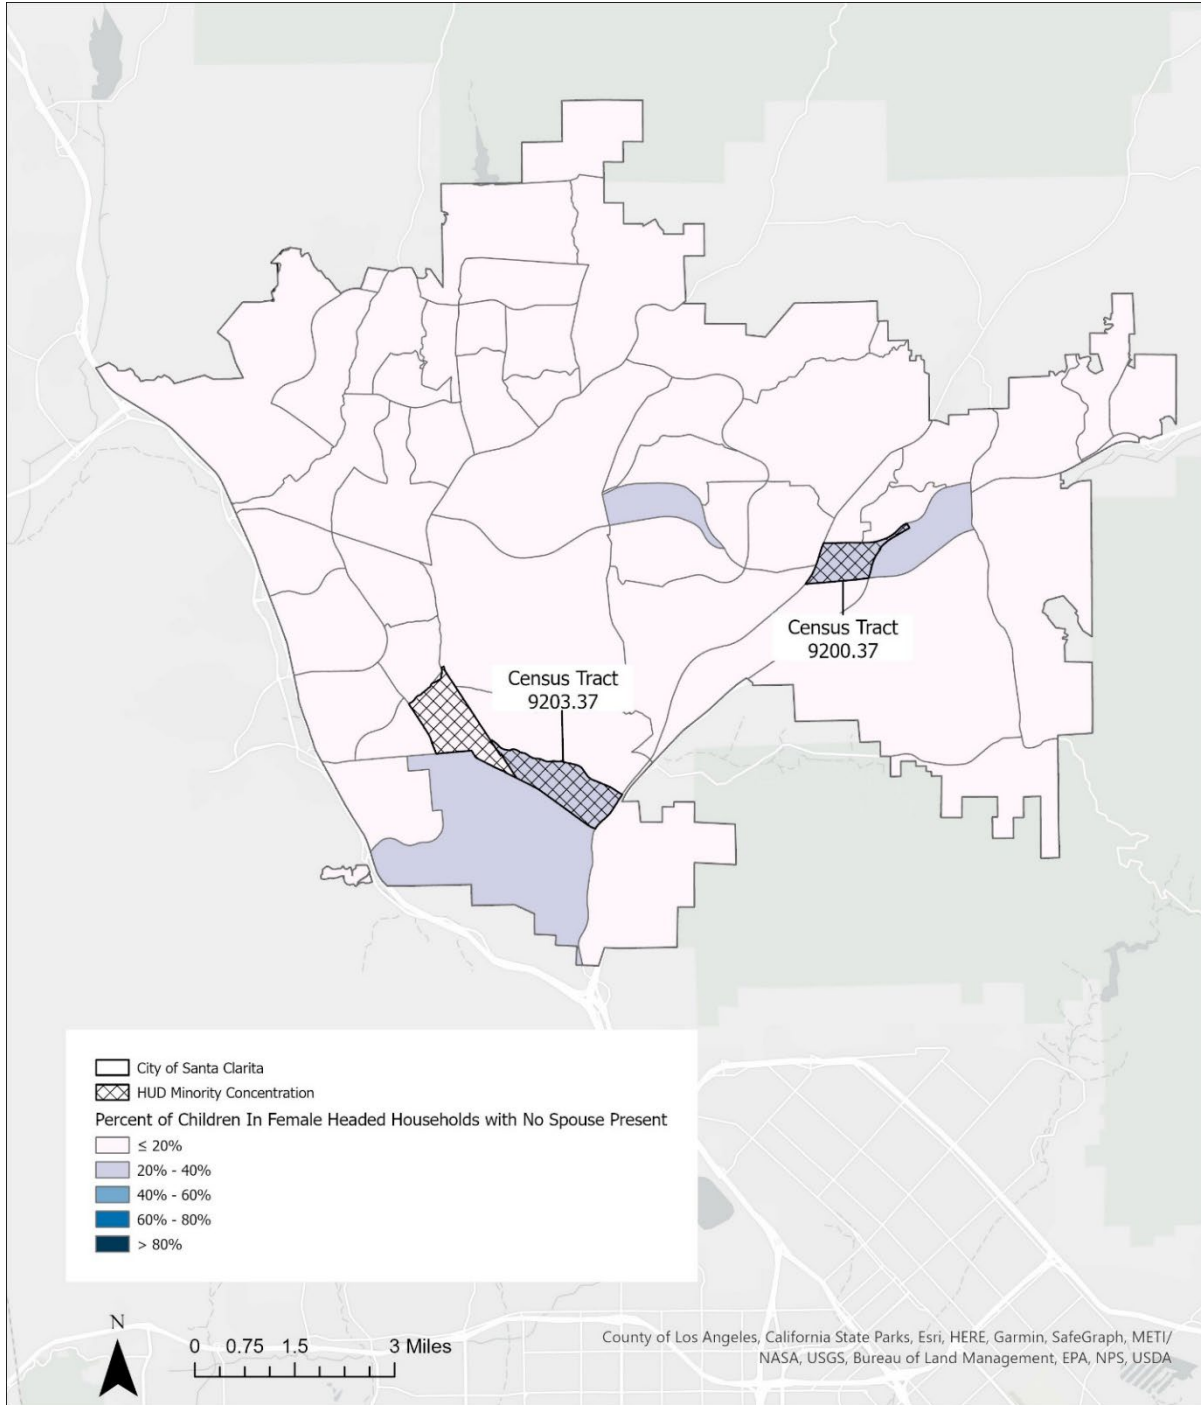 Census Tract
9200.37
Census Tract
9203.37
City of Santa Clarita
HUD Minority Concentration
Percent of Children In Female Headed Households with No Spouse Present
≤ 20%
20% - 40%
40% - 60%
60% - 80%
> 80%
N
0 0.75 1.5 3 Miles
County of Los Angeles, California State Parks, Esri, HERE, Garmin, SafeGraph, METI/
NASA, USGS, Bureau of Land Management, EPA, NPS, USDA